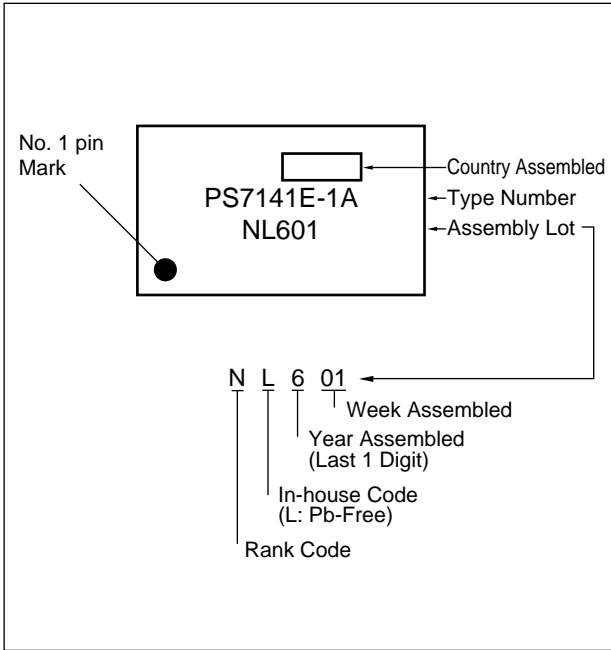 No. 1 pin
Mark
Country Assembled
PS7141E-1A
Type Number
NL601
Assembly Lot
N L 6 01
Week Assembled
Year Assembled
(Last 1 Digit)
In-house Code
(L: Pb-Free)
Rank Code